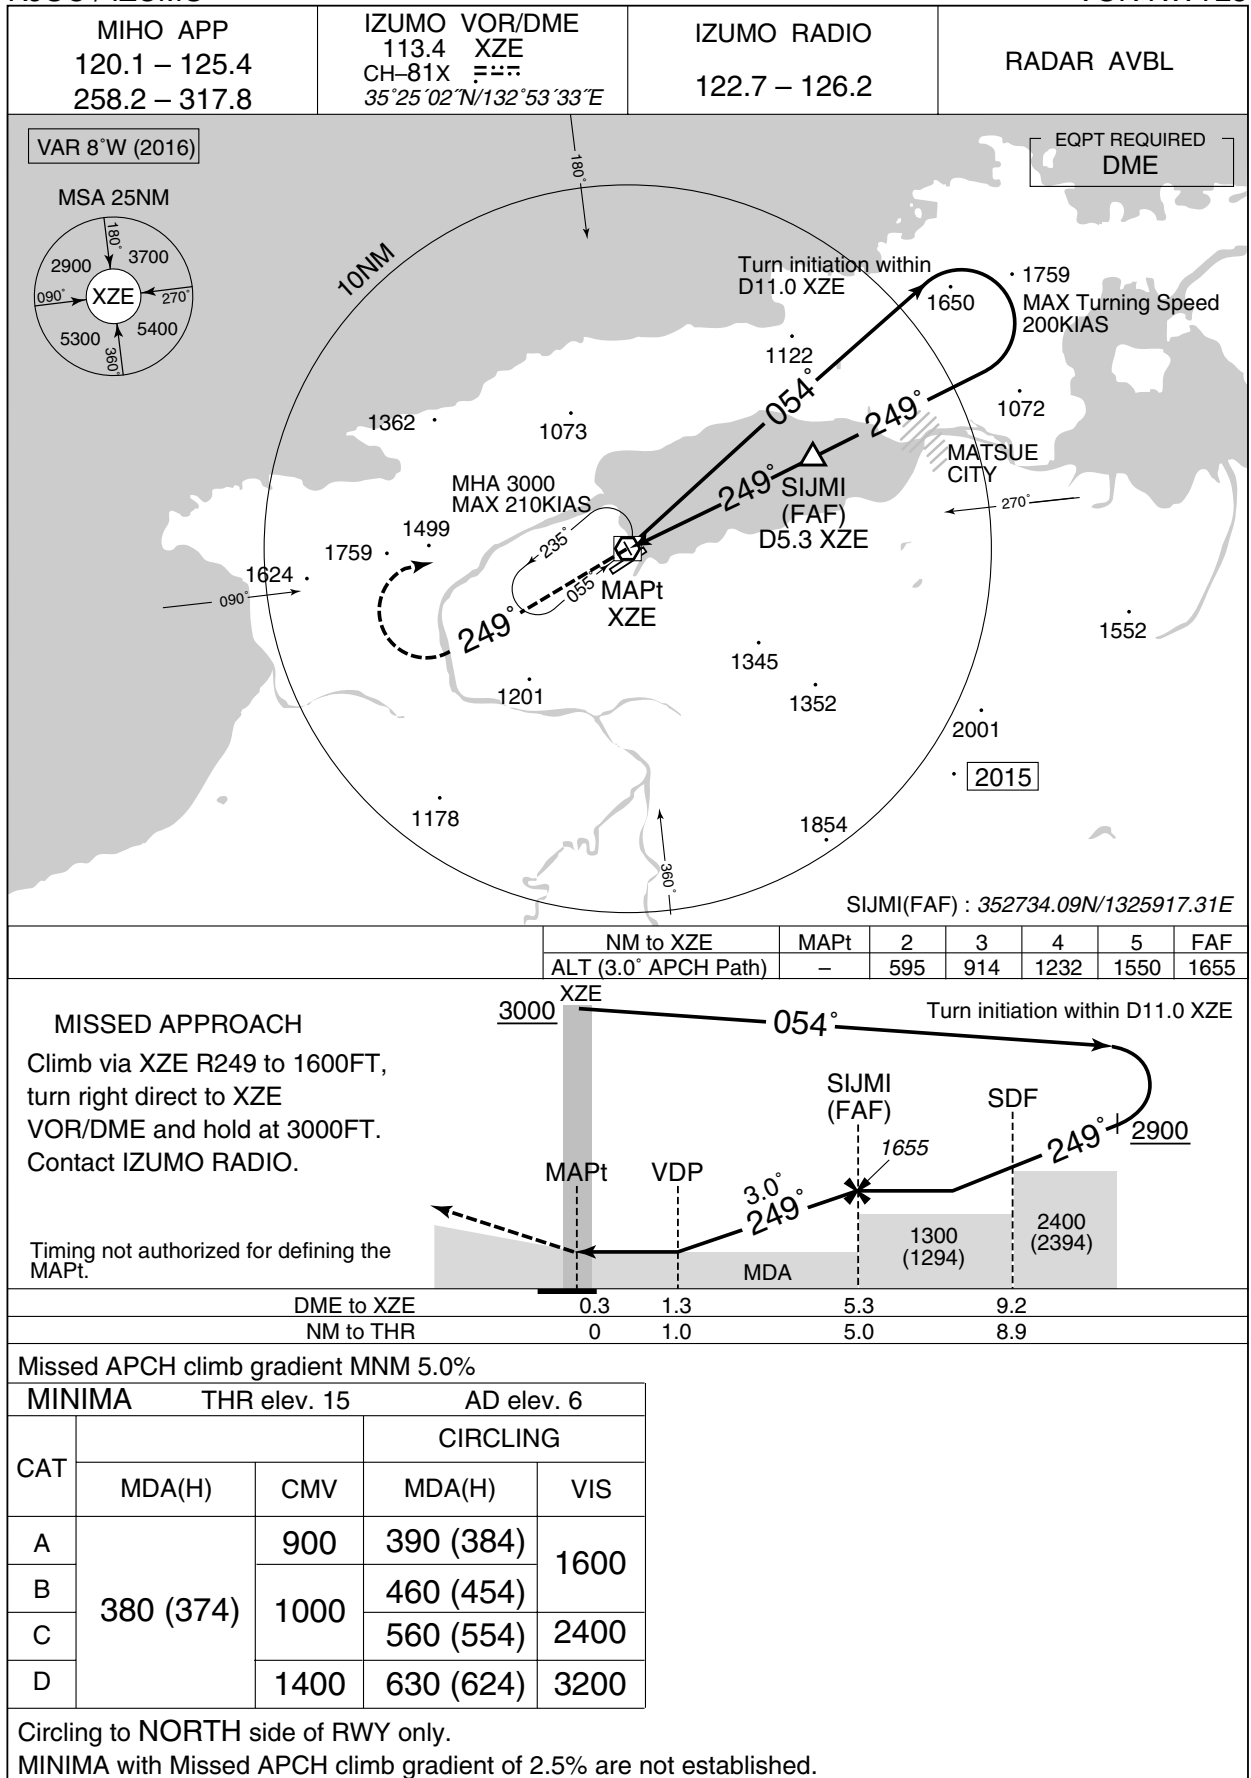 MIHO APP
120.1 – 125.4
258.2 – 317.8
IZUMO VOR/DME
113.4 XZE
CH–81X
35°25´02˝N/132°53´33˝E
IZUMO RADIO
122.7 – 126.2
RADAR AVBL
VAR 8°W (2016)
MSA 25NM
180°
2900
3700
090°
XZE
270°
5300
5400
360°
EQPT REQUIRED
DME
180°
10NM
Turn initiation within
D11.0 XZE
1759
1650
MAX Turning Speed
200KIAS
1122
054°
249°
1072
1362
1073
MATSUE
CITY
MHA 3000
MAX 210KIAS
249°
SIJMI
(FAF)
D5.3 XZE
270°
1499
1759
235°
1624
090°
055°
MAPt
XZE
249°
1552
1345
1201
1352
2001
2015
1178
1854
360°
SIJMI(FAF) : 352734.09N/1325917.31E
NM to XZE MAPt 2 3 4 5 FAF
ALT (3.0° APCH Path) – 595 914 1232 1550 1655
XZE
3000
054°
Turn initiation within D11.0 XZE
MISSED APPROACH
Climb via XZE R249 to 1600FT,
turn right direct to XZE
VOR/DME and hold at 3000FT.
Contact IZUMO RADIO.
SIJMI
(FAF)
SDF
249°
2900
1655
MAPt
VDP
3.0°
249°
1300
(1294)
2400
(2394)
Timing not authorized for defining the
MAPt.
MDA
DME to XZE 0.3 1.3 5.3 9.2
NM to THR 0 1.0 5.0 8.9
Missed APCH climb gradient MNM 5.0%
MINIMA THR elev. 15 AD elev. 6
CIRCLING
CAT
MDA(H) CMV MDA(H) VIS
A 900 390 (384) 1600
B 380 (374) 1000 460 (454)
C 560 (554) 2400
D 1400 630 (624) 3200
Circling to NORTH side of RWY only.
MINIMA with Missed APCH climb gradient of 2.5% are not established.